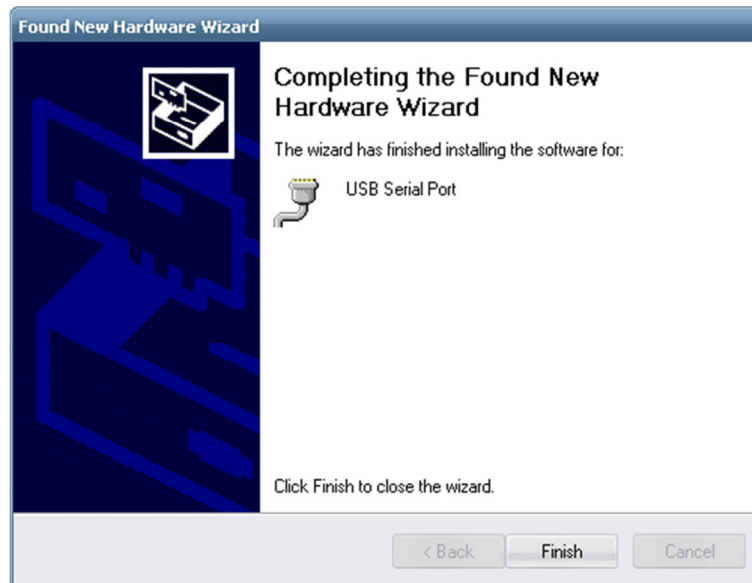 Found New Hardware Wizard
Completing the Found New
Hardware Wizard
The wizard has finished installing the software for:
USB Serial Port
Click Finish to close the wizard.
< Back Finish Cancel